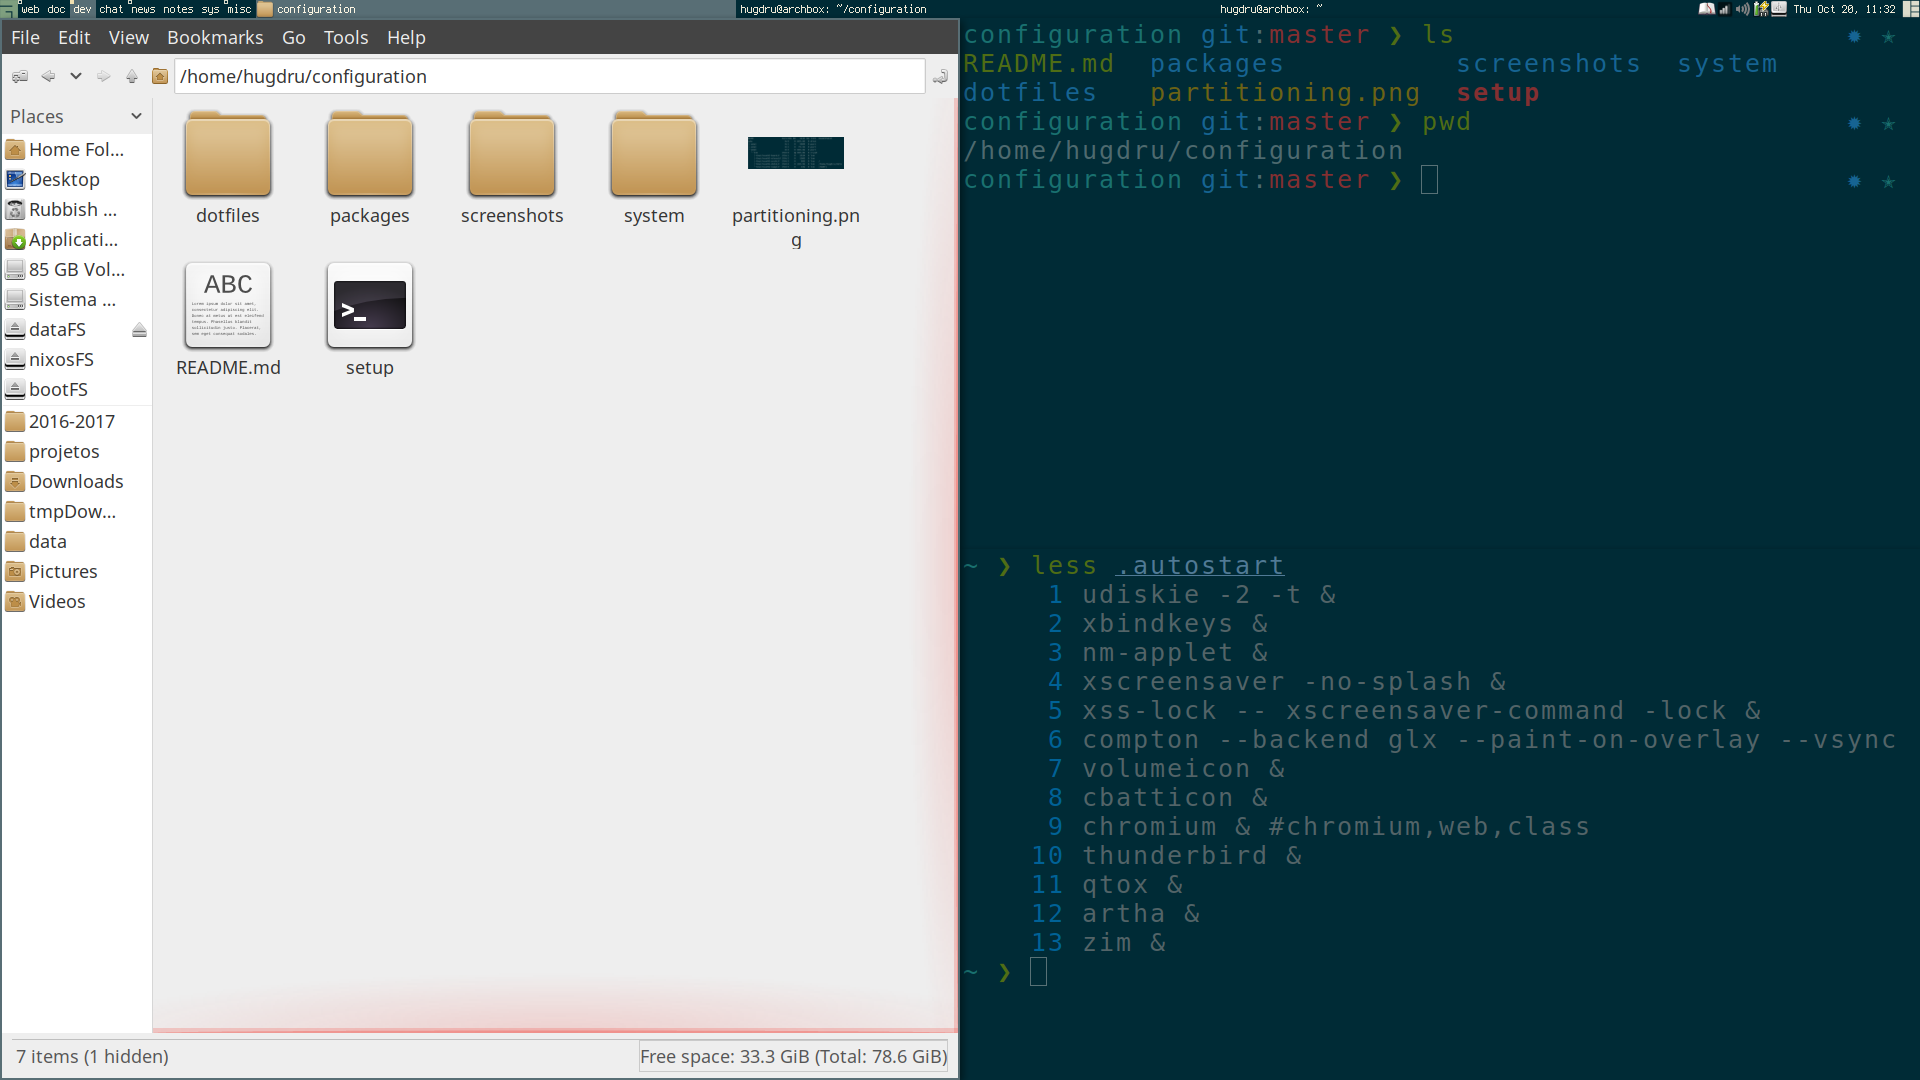 web doc dev chat news notes sys misc configuration
hugdru@archbox: ~/configuration
hugdru@archbox: ~
Thu Oct 20, 11:32
File Edit View Bookmarks Go Tools Help
/home/hugdru/configuration
Places
Home Fol...
Desktop
Rubbish ...
Applicati...
85 GB Vol...
Sistema ...
dataFS
nixosFS
bootFS
2016-2017
projetos
Downloads
tmpDow...
data
Pictures
Videos
dotfiles
packages
screenshots
system
partitioning.pn
g
ABC
README.md
>_
setup
7 items (1 hidden)
Free space: 33.3 GiB (Total: 78.6 GiB)
configuration git:master ❯ ls
README.md packages screenshots system
dotfiles partitioning.png setup
configuration git:master ❯ pwd
/home/hugdru/configuration
configuration git:master ❯
~ ❯ less .autostart
1 udiskie -2 -t &
2 xbindkeys &
3 nm-applet &
4 xscreensaver -no-splash &
5 xss-lock -- xscreensaver-command -lock &
6 compton --backend glx --paint-on-overlay --vsync
7 volumeicon &
8 cbatticon &
9 chromium & #chromium,web,class
10 thunderbird &
11 qtox &
12 artha &
13 zim &
~ ❯